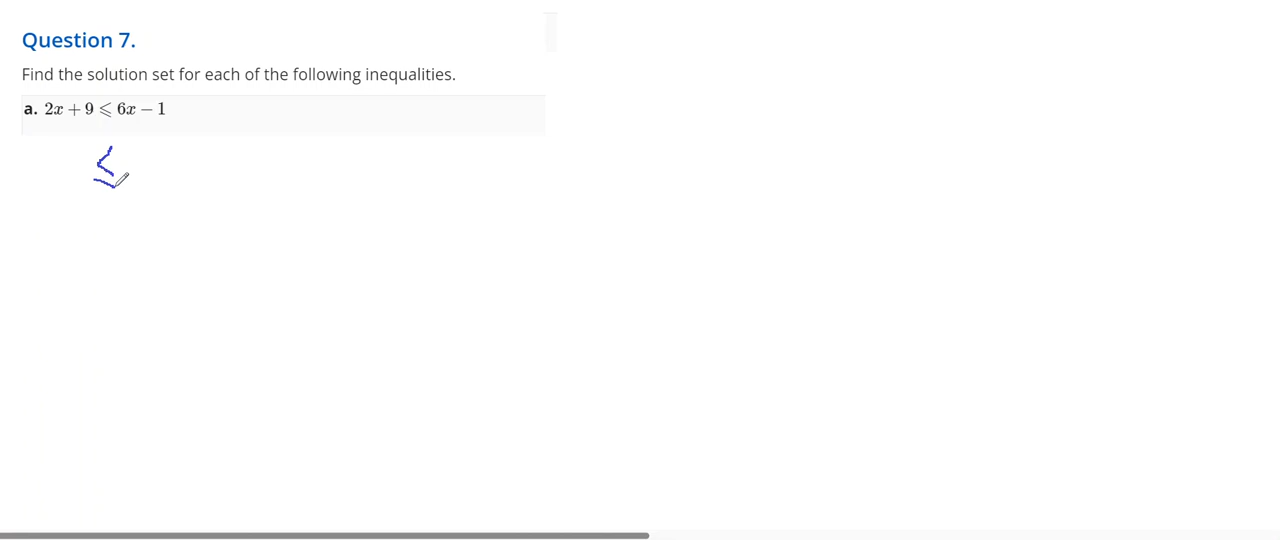 Question 7.
Find the solution set for each of the following inequalities.
a. 2x + 9 ⩽ 6x − 1
≤